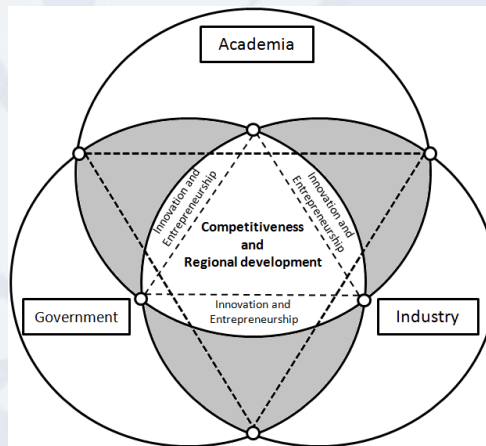 Academia
Innovation and
Entrepreneurship
Innovation and
Entrepreneurship
Competitiveness
and
Regional development
Innovation and
Entrepreneurship
Government
Industry